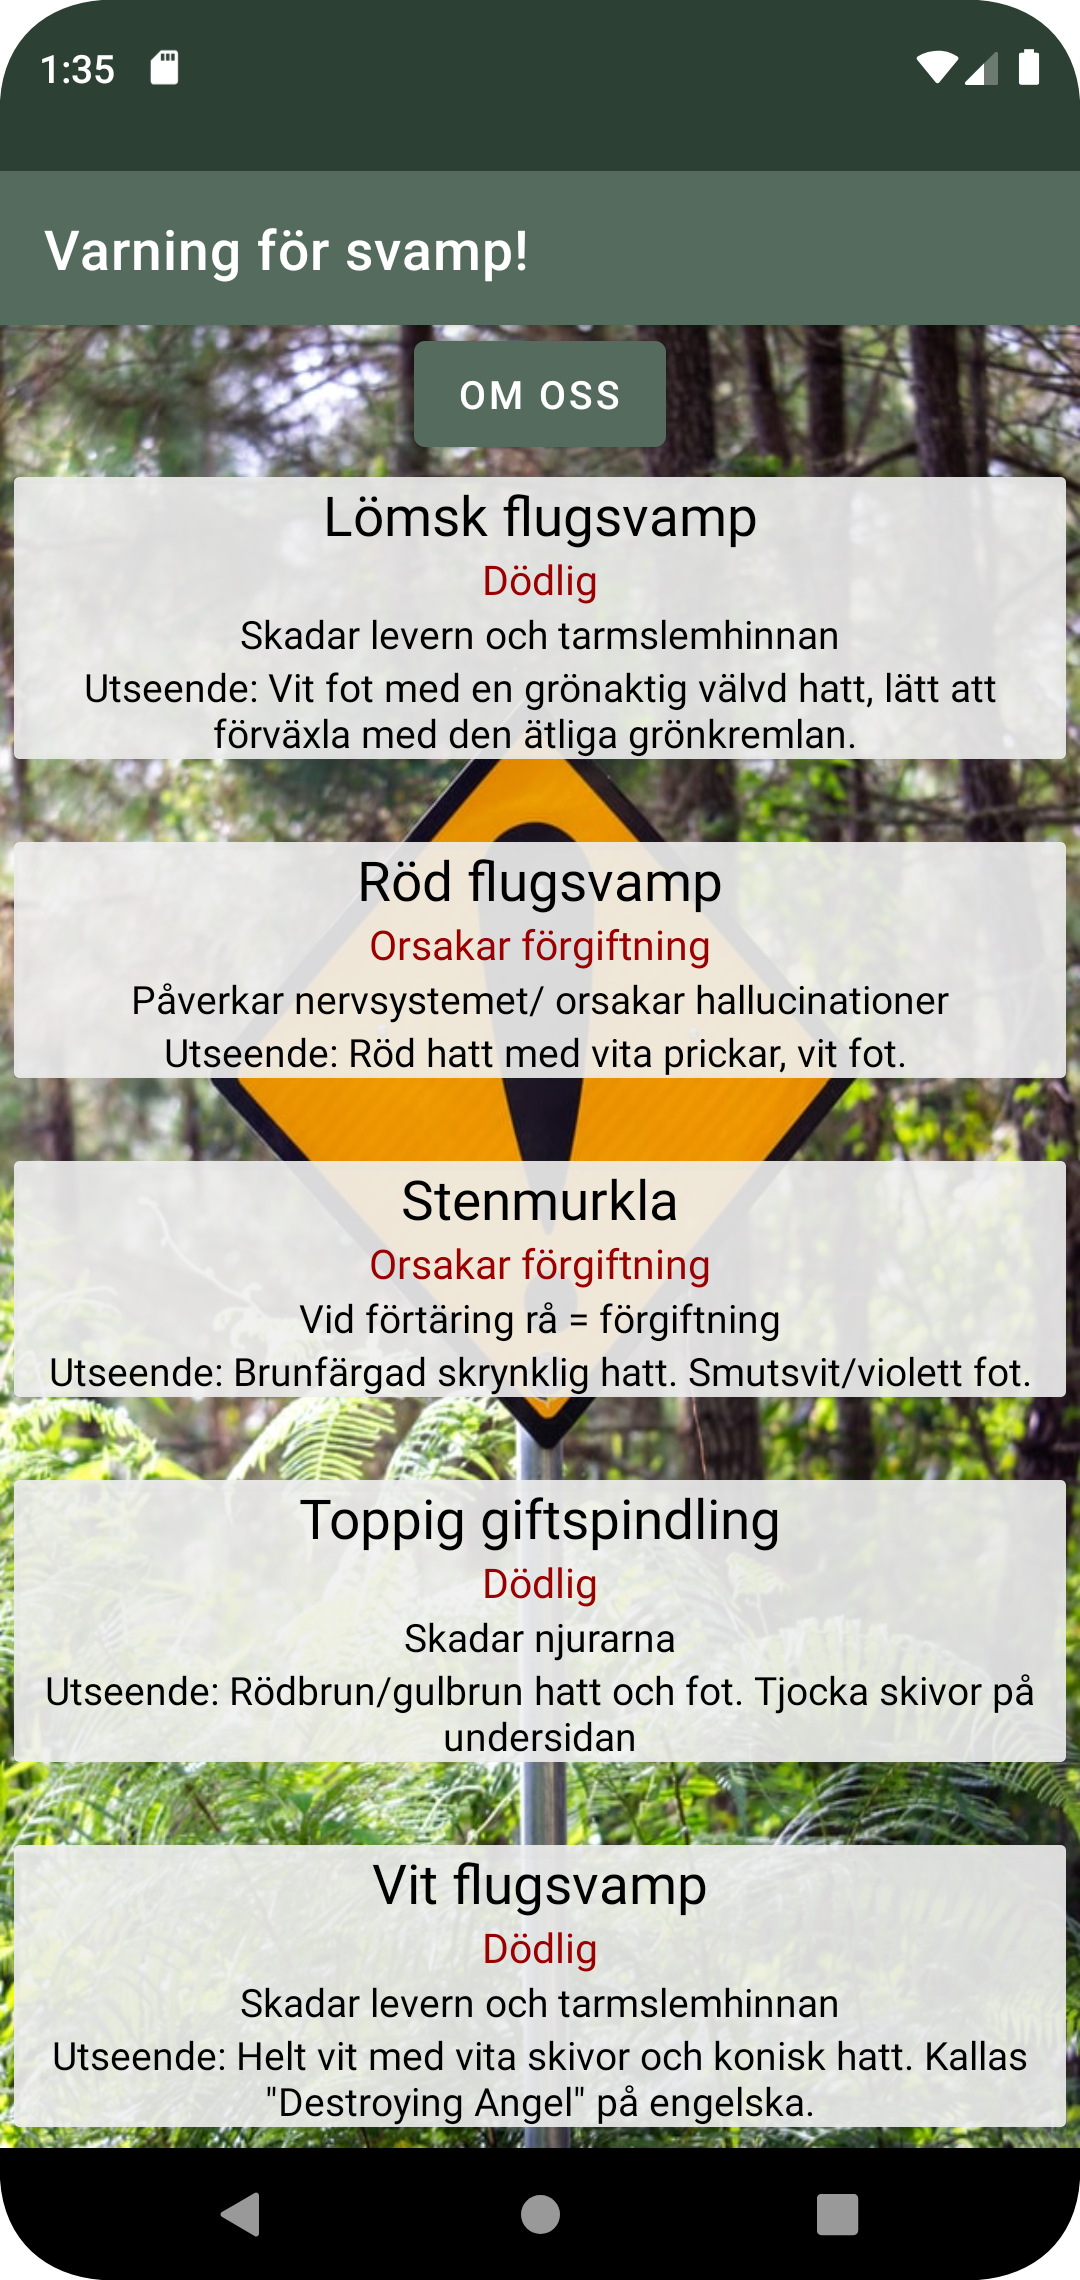 1:35
Varning för svamp!
OM OSS
Lömsk flugsvamp
Dödlig
Skadar levern och tarmslemhinnan
Utseende: Vit fot med en grönaktig välvd hatt, lätt att
förväxla med den ätliga grönkremlan.
Röd flugsvamp
Orsakar förgiftning
Påverkar nervsystemet/ orsakar hallucinationer
Utseende: Röd hatt med vita prickar, vit fot.
Stenmurkla
Orsakar förgiftning
Vid förtäring rå = förgiftning
Utseende: Brunfärgad skrynklig hatt. Smutsvit/violett fot.
Toppig giftspindling
Dödlig
Skadar njurarna
Utseende: Rödbrun/gulbrun hatt och fot. Tjocka skivor på
undersidan
Vit flugsvamp
Dödlig
Skadar levern och tarmslemhinnan
Utseende: Helt vit med vita skivor och konisk hatt. Kallas
"Destroying Angel" på engelska.